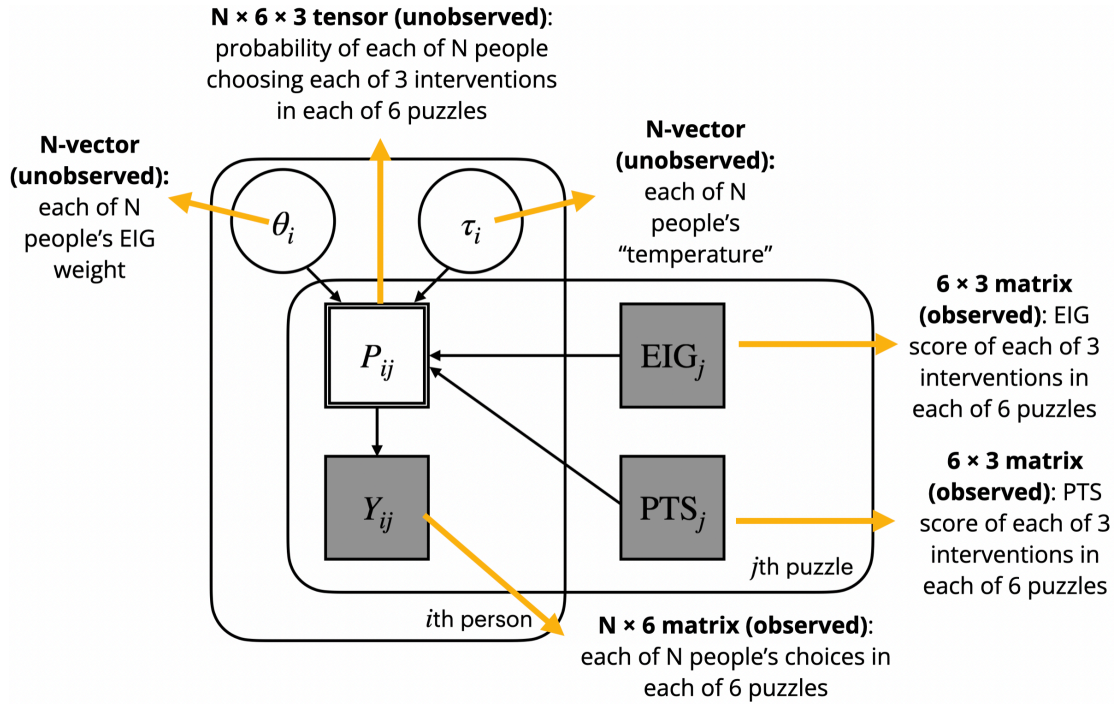 N × 6 × 3 tensor (unobserved):
probability of each of N people
choosing each of 3 interventions
in each of 6 puzzles
N-vector
(unobserved):
each of N
people’s EIG
weight
N-vector
(unobserved):
each of N
people’s
“temperature”
θi
τi
Pij
EIGj
6 × 3 matrix
(observed): EIG
score of each of 3
interventions in
each of 6 puzzles
Yij
PTSj
6 × 3 matrix
(observed): PTS
score of each of 3
interventions in
each of 6 puzzles
jth puzzle
ith person
N × 6 matrix (observed):
each of N people’s choices in
each of 6 puzzles